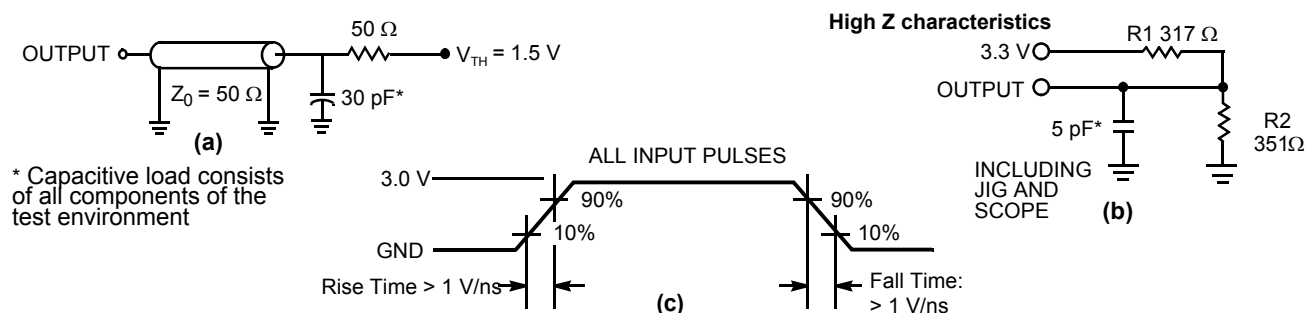 50 Ω
OUTPUT
V_TH = 1.5 V
Z₀ = 50 Ω
30 pF*
(a)
* Capacitive load consists
of all components of the
test environment
High Z characteristics
R1 317 Ω
3.3 V
OUTPUT
5 pF*
R2
351Ω
INCLUDING
JIG AND
SCOPE
(b)
ALL INPUT PULSES
3.0 V
90%
90%
10%
10%
GND
Rise Time > 1 V/ns
Fall Time:
> 1 V/ns
(c)